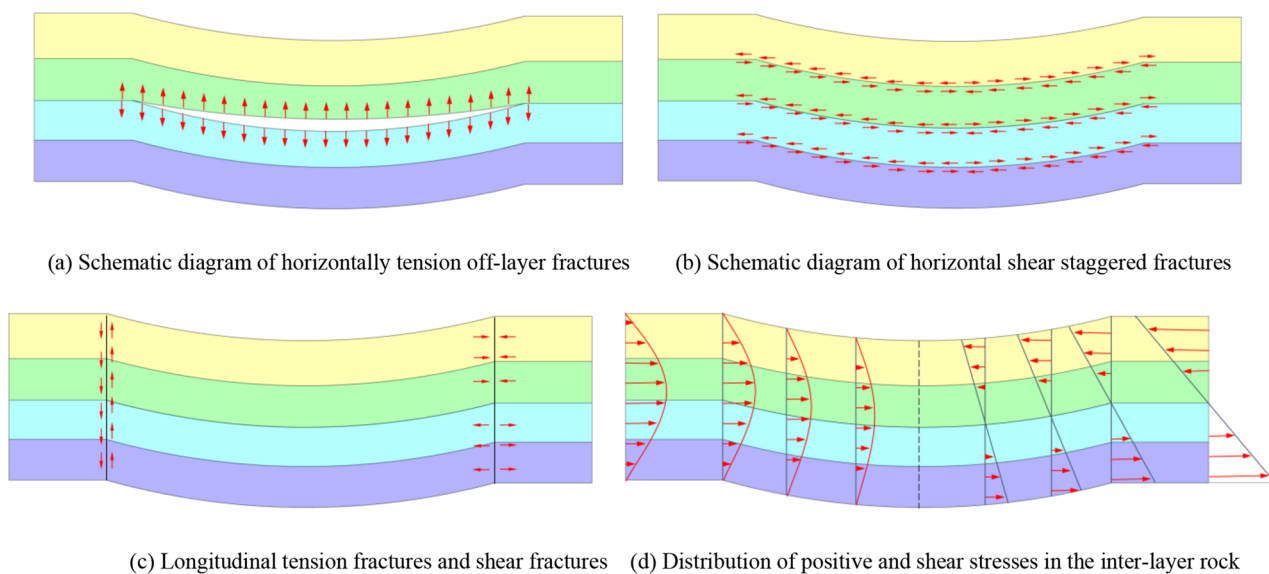 (a) Schematic diagram of horizontally tension off-layer fractures
(b) Schematic diagram of horizontal shear staggered fractures
(c) Longitudinal tension fractures and shear fractures
(d) Distribution of positive and shear stresses in the inter-layer rock